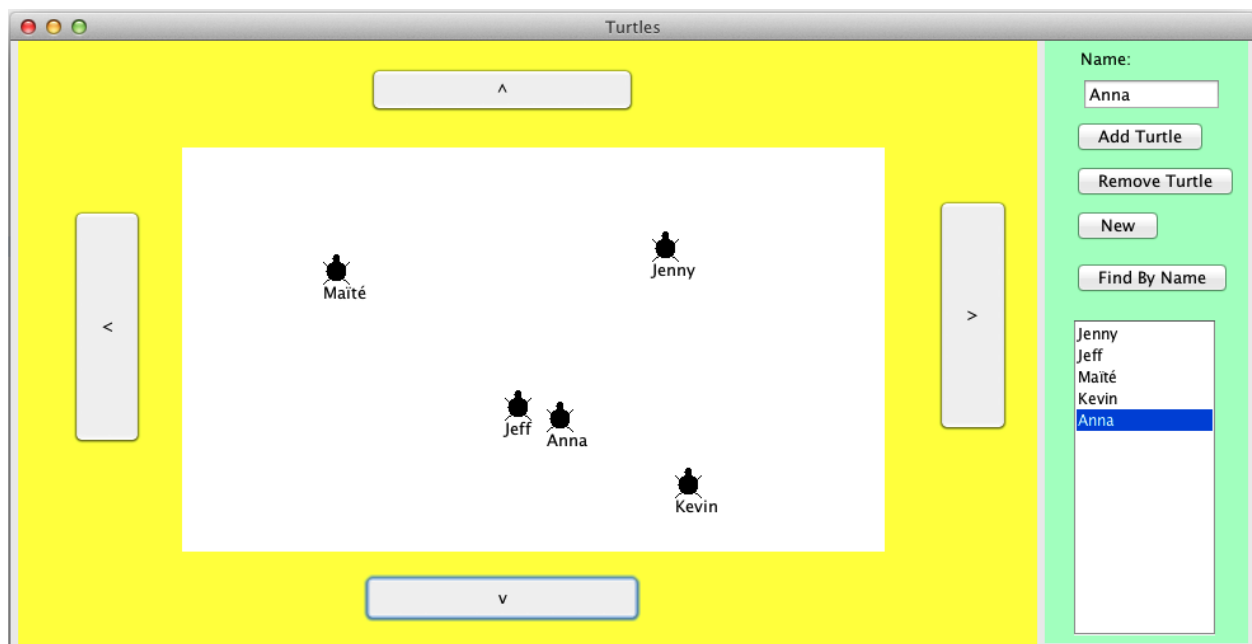 Turtles
^
<
>
v
Maïté
Jenny
Jeff
Anna
Kevin
Name:
Anna
Add Turtle
Remove Turtle
New
Find By Name
Jenny
Jeff
Maïté
Kevin
Anna